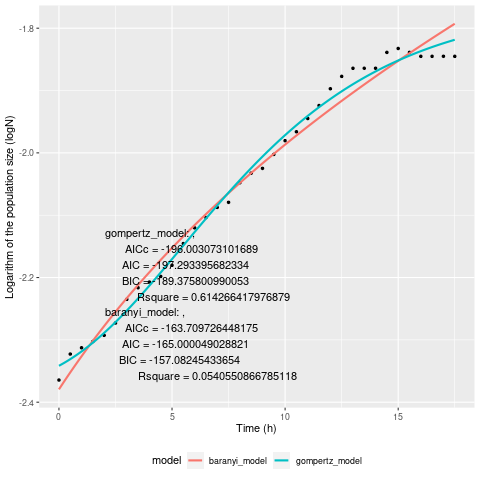 Logarithm of the population size (logN)
-1.8
-2.0
-2.2
-2.4
gompertz_model: ,
AICc = -196.003073101689
AIC = -197.293395682334
BIC = -189.375800990053
Rsquare = 0.614266417976879
baranyi_model: ,
AICc = -163.709726448175
AIC = -165.000049028821
BIC = -157.08245433654
Rsquare = 0.0540550866785118
0 5 10 15
Time (h)
model baranyi_model gompertz_model